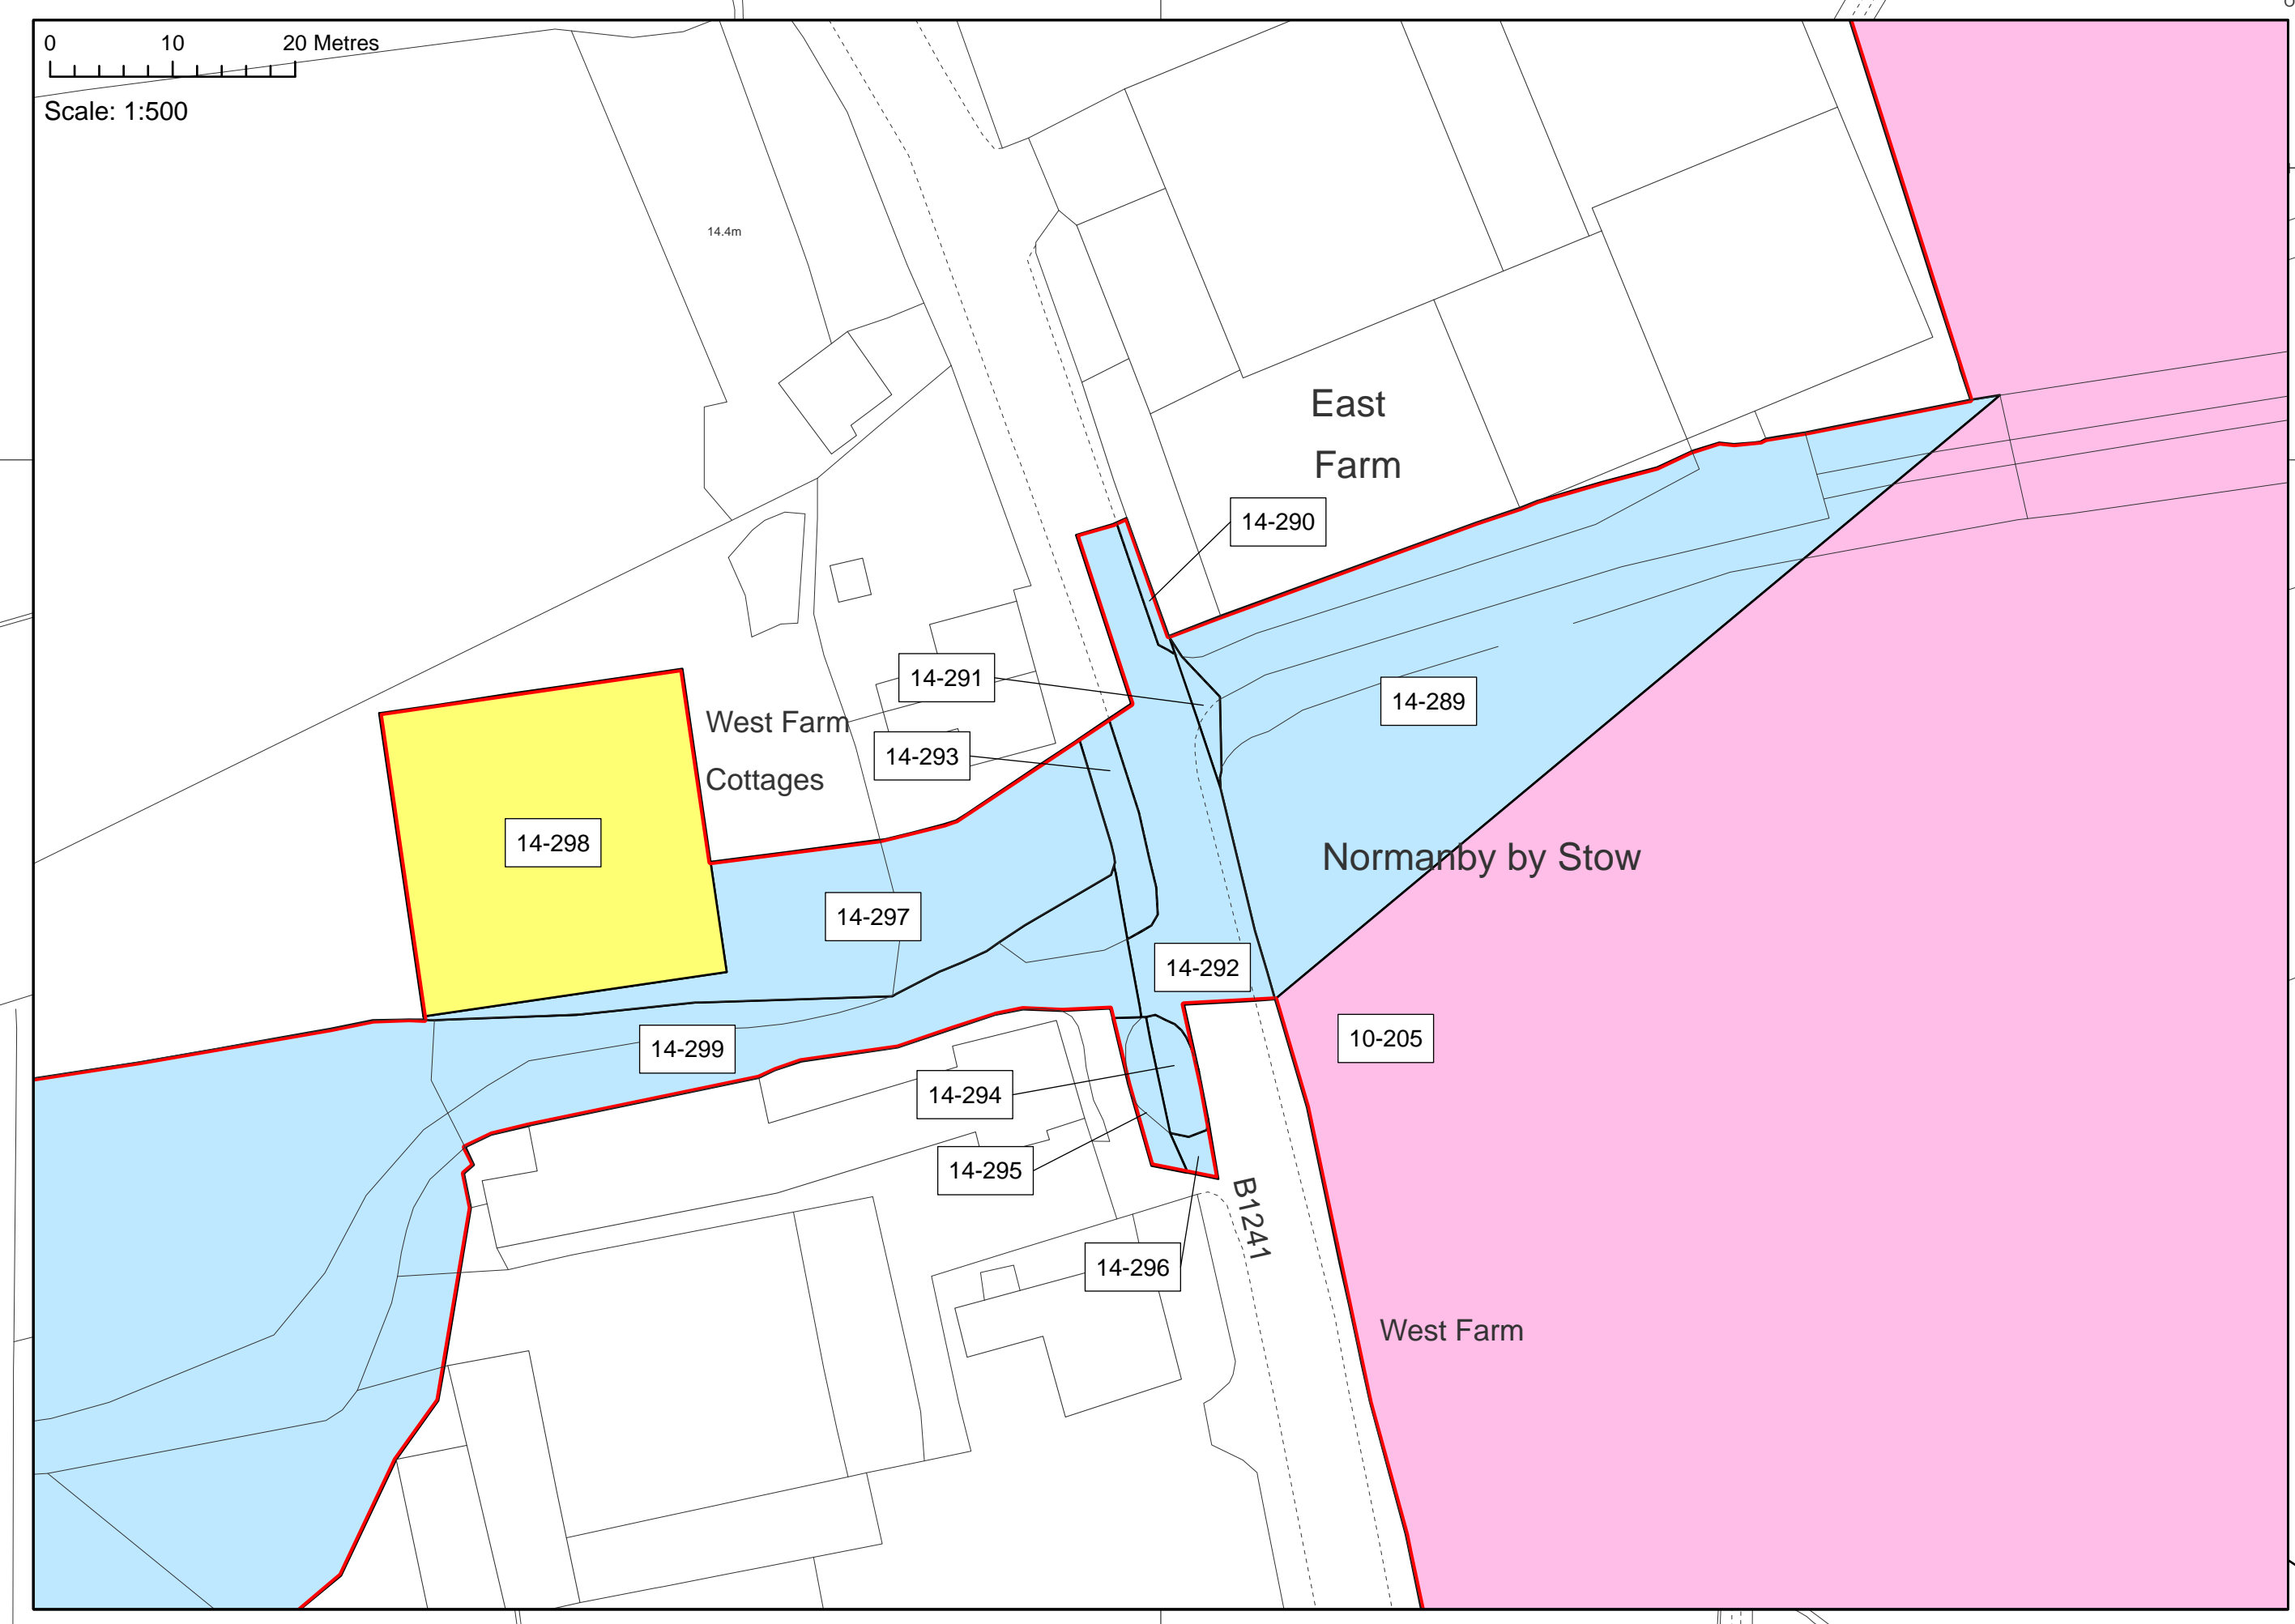 0 10 20 Metres
Scale: 1:500
14.4m
East
Farm
14-290
14-291
14-289
West Farm
14-293
Cottages
14-298
Normanby by Stow
14-297
14-292
10-205
14-299
14-294
14-295
B1241
14-296
West Farm